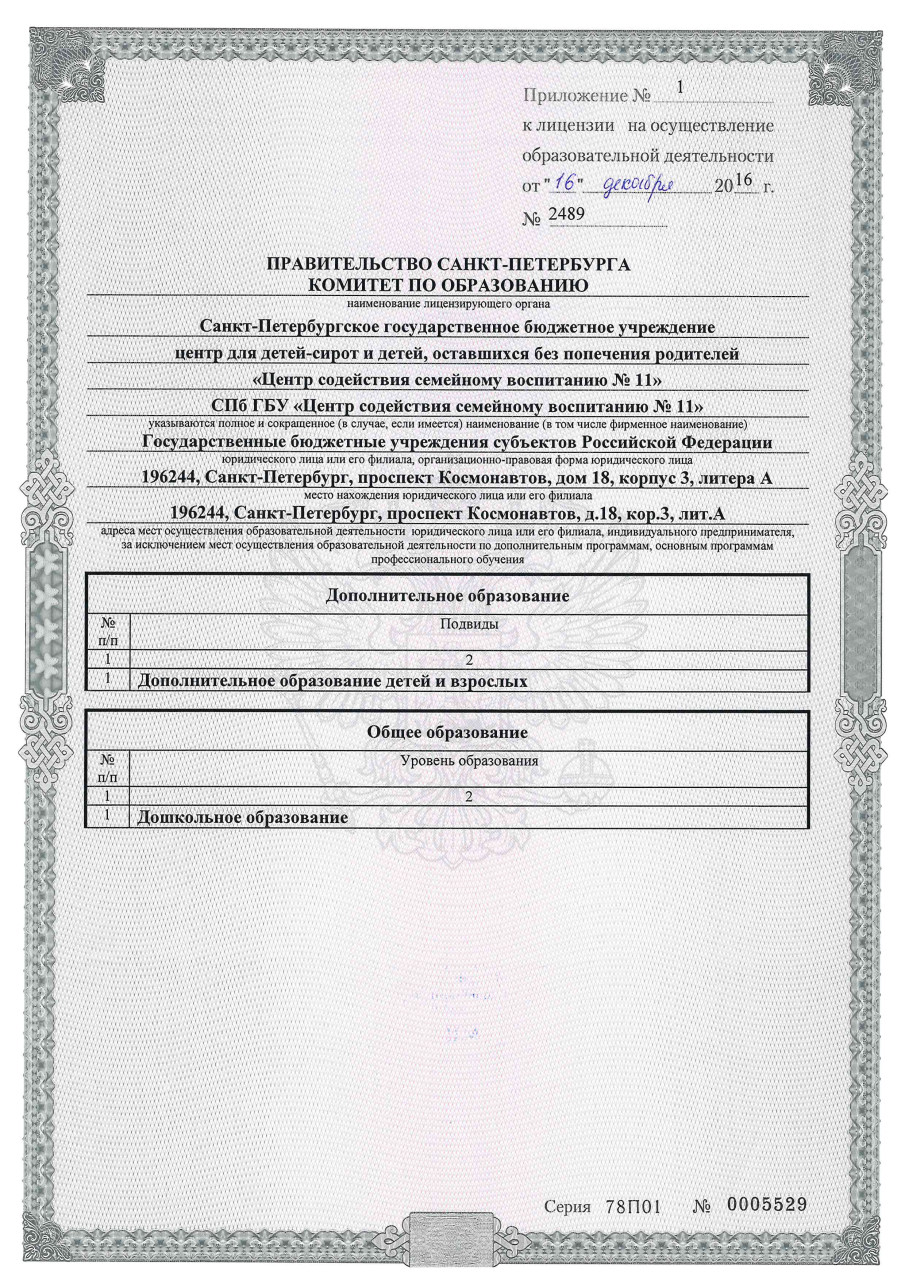 Приложение № 1
к лицензии на осуществление
образовательной деятельности
от "16" декабря 2016 г.
№ 2489
ПРАВИТЕЛЬСТВО САНКТ-ПЕТЕРБУРГА
КОМИТЕТ ПО ОБРАЗОВАНИЮ
наименование лицензирующего органа
Санкт-Петербургское государственное бюджетное учреждение
центр для детей-сирот и детей, оставшихся без попечения родителей
«Центр содействия семейному воспитанию № 11»
СПб ГБУ «Центр содействия семейному воспитанию № 11»
указываются полное и сокращенное (в случае, если имеется) наименование (в том числе фирменное наименование)
Государственные бюджетные учреждения субъектов Российской Федерации
юридического лица или его филиала, организационно-правовая форма юридического лица
196244, Санкт-Петербург, проспект Космонавтов, дом 18, корпус 3, литера А
место нахождения юридического лица или его филиала
196244, Санкт-Петербург, проспект Космонавтов, д.18, кор.3, лит.А
адреса мест осуществления образовательной деятельности юридического лица или его филиала, индивидуального предпринимателя,
за исключением мест осуществления образовательной деятельности по дополнительным программам, основным программам
профессионального обучения
Дополнительное образование
№ п/п Подвиды
1 2
1 Дополнительное образование детей и взрослых
Общее образование
№ п/п Уровень образования
1 2
1 Дошкольное образование
Серия 78П01 № 0005529